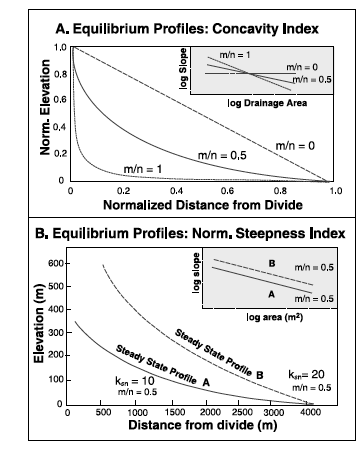 A. Equilibrium Profiles: Concavity Index
Norm. Elevation
1.0
0.8
0.6
0.4
0.2
0
0
0.2
0.4
0.6
0.8
1.0
Normalized Distance from Divide
m/n = 0
m/n = 0,5
m/n = 1
log Slope
log Drainage Area
m/n = 1
m/n = 0
m/n = 0.5
B. Equilibrium Profiles: Norm. Steepness Index
Elevation (m)
600
500
400
300
200
100
0
500
1000
1500
2000
2500
3000
4000
Distance from divide (m)
Steady State Profile B
Steady State Profile A
ksn = 10
m/n = 0.5
ksn = 20
m/n = 0.5
log slope
log area (m²)
B
m/n = 0.5
A
m/n = 0.5